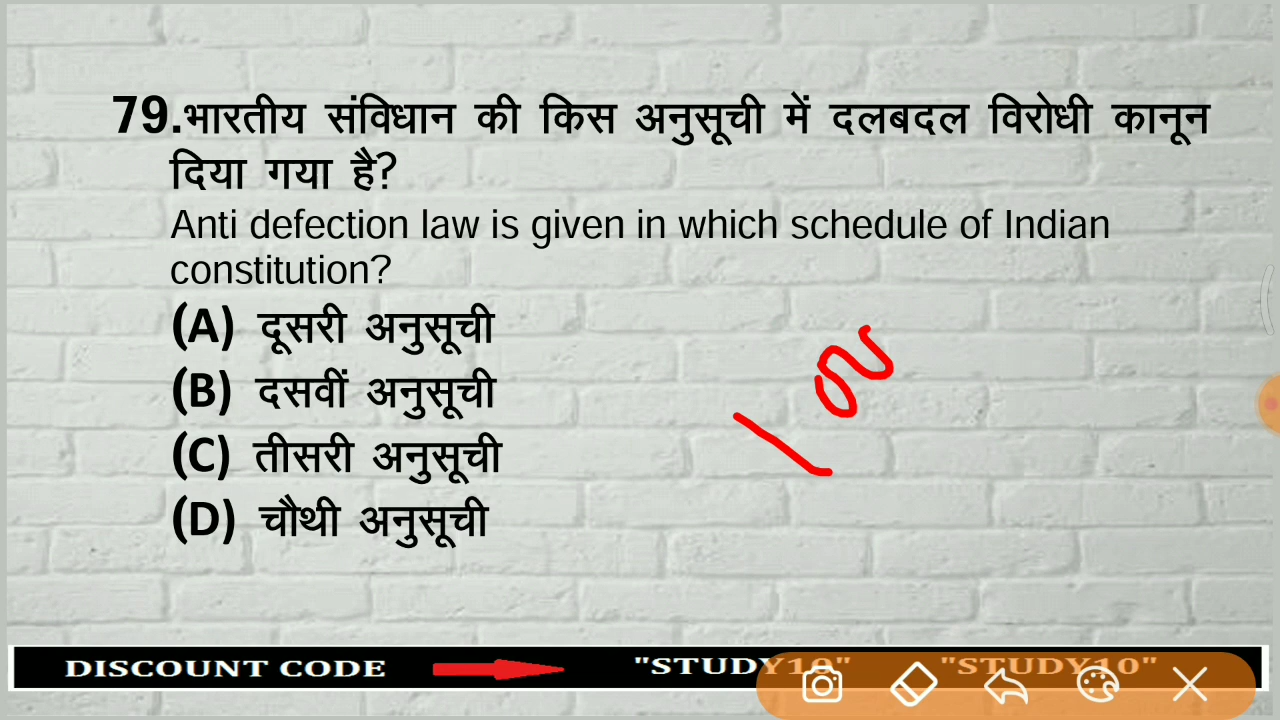 79.भारतीय संविधान की किस अनुसूची में दलबदल विरोधी कानून
दिया गया है?
Anti defection law is given in which schedule of Indian
constitution?
(A) दूसरी अनुसूची
(B) दसवीं अनुसूची
(C) तीसरी अनुसूची
(D) चौथी अनुसूची
DISCOUNT CODE "STUDY10" "STUDY10"